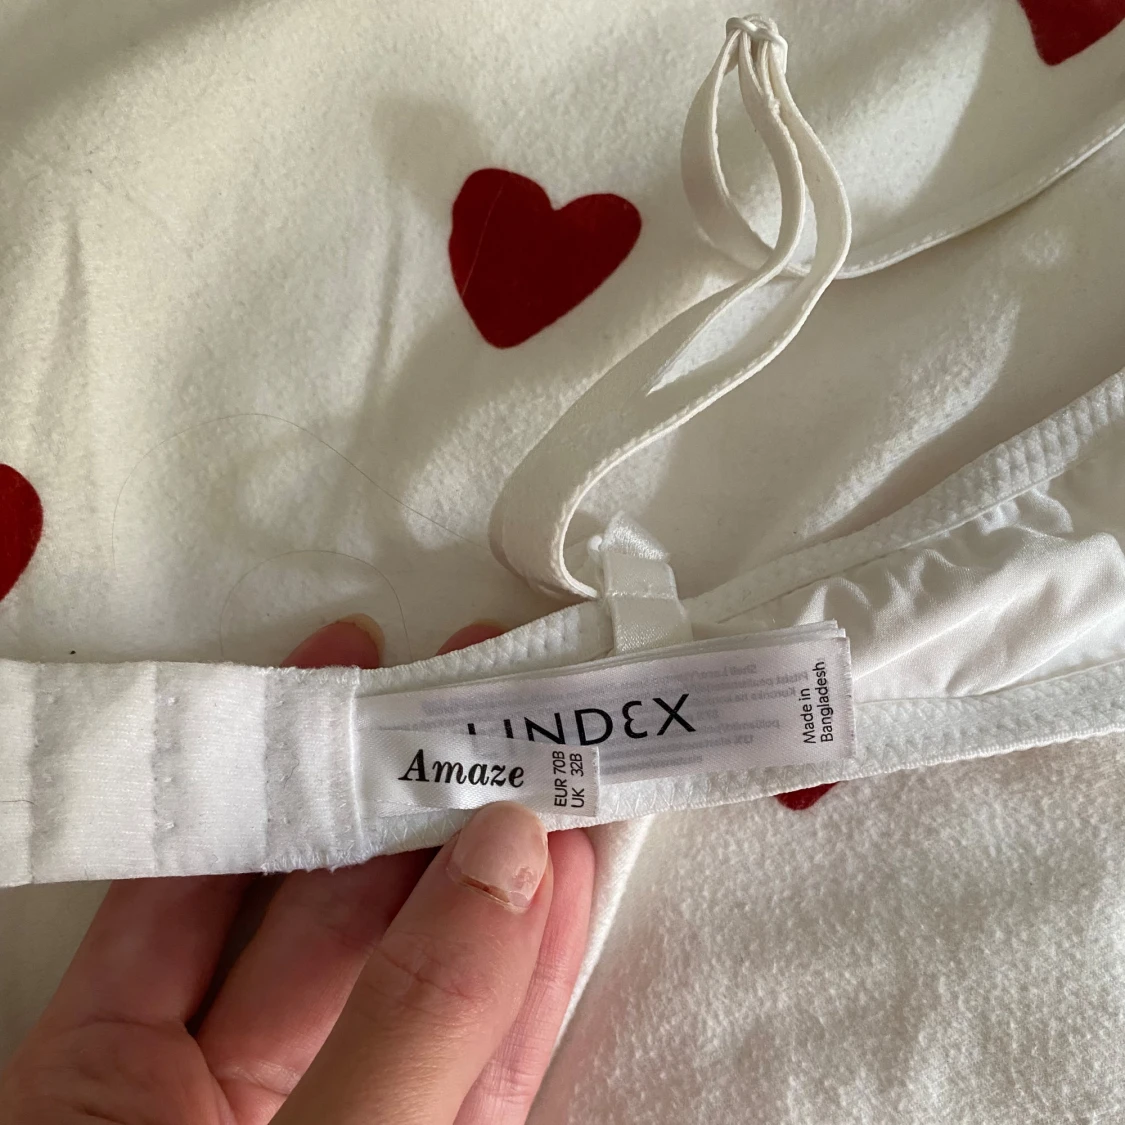 LINDEX
Made in
Bangladesh
Amaze
EUR 70B
UK 32B